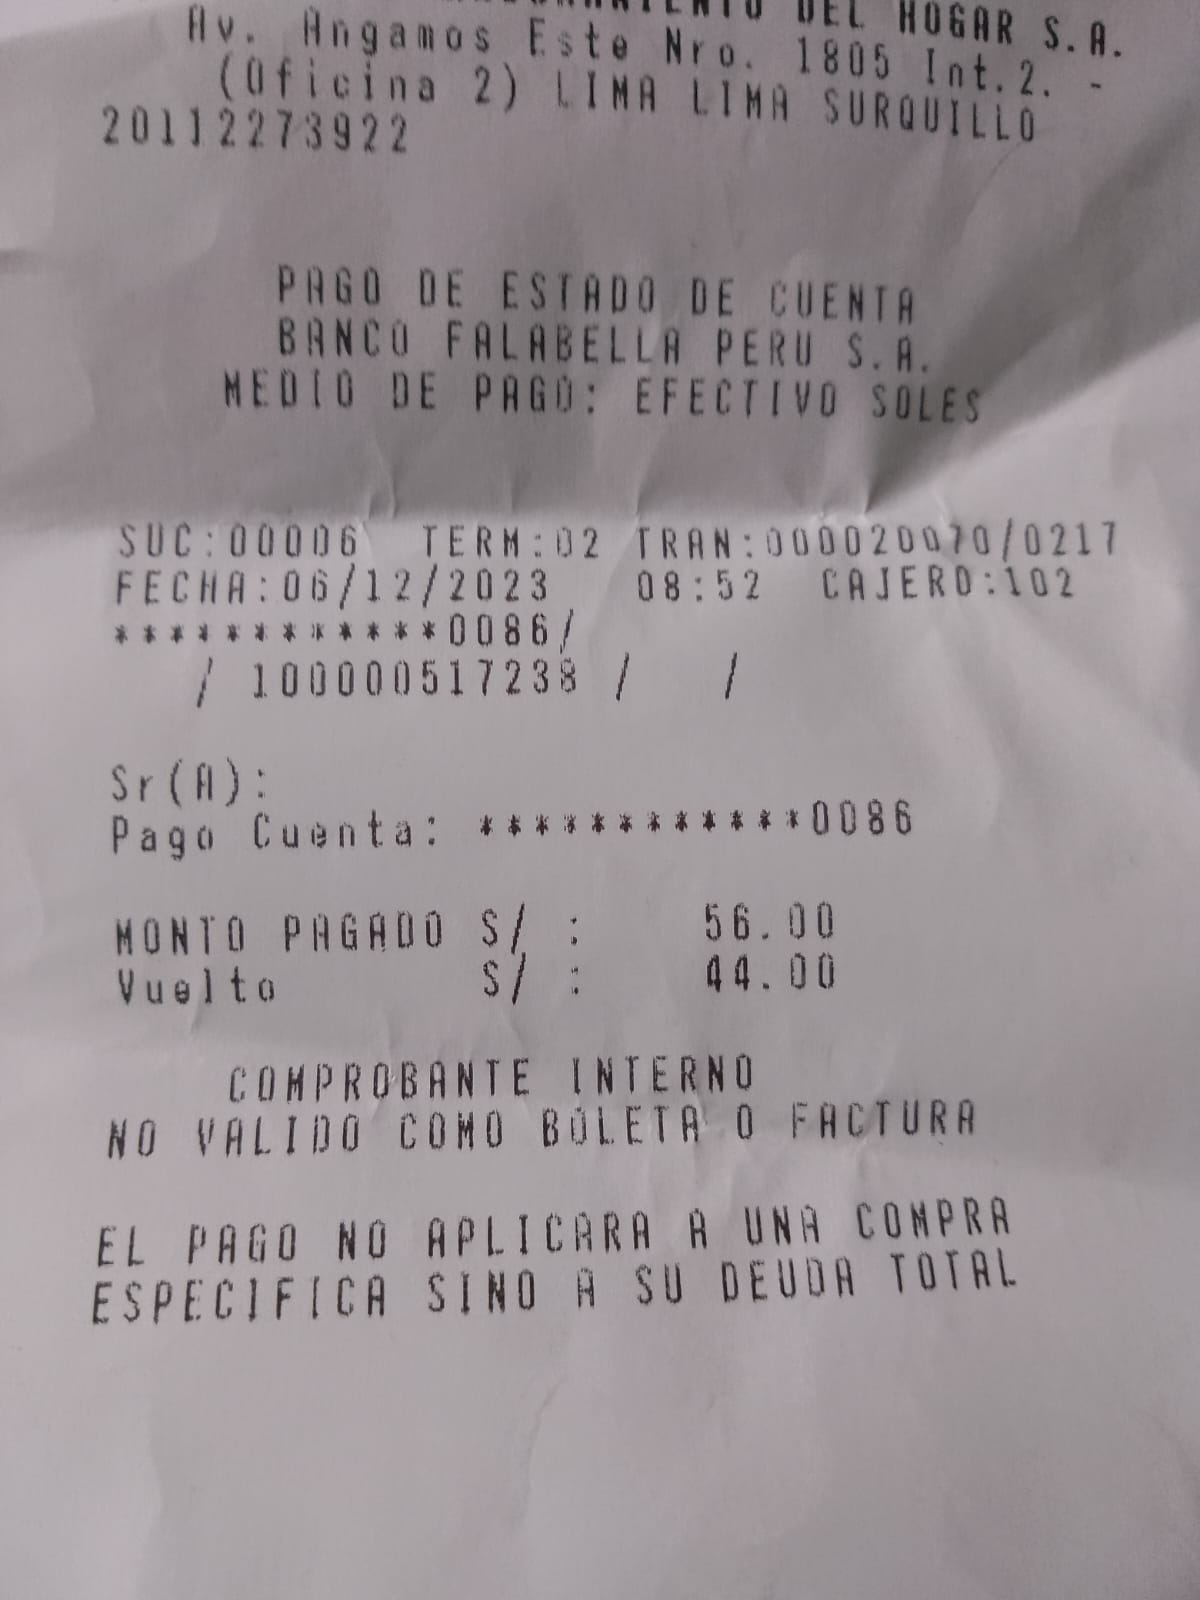 DEL HOGAR S.A.
Av. Angamos Este Nro. 1805 Int.2. -
(Oficina 2) LIMA LIMA SURQUILLO
20112273922
PAGO DE ESTADO DE CUENTA
BANCO FALABELLA PERU S.A.
MEDIO DE PAGO: EFECTIVO SOLES
SUC:00006 TERM:02 TRAN:000020070/0217
FECHA:06/12/2023 08:52 CAJERO:102
************0086/
/ 100000517238 / /
Sr(A):
Pago Cuenta: ************0086
MONTO PAGADO S/ : 56.00
Vuelto S/ : 44.00
COMPROBANTE INTERNO
NO VALIDO COMO BOLETA O FACTURA
EL PAGO NO APLICARA A UNA COMPRA
ESPECIFICA SINO A SU DEUDA TOTAL